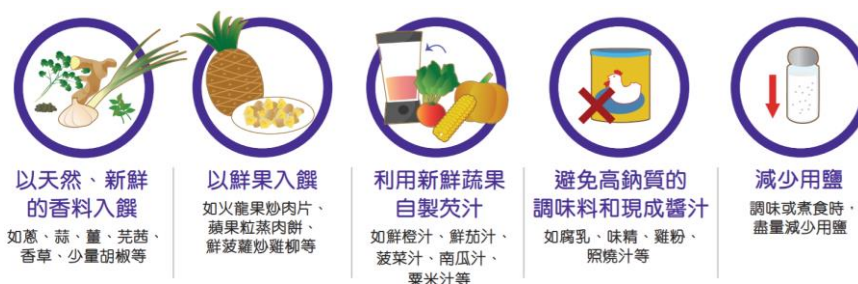 以天然、新鮮
的香料入饌
如蔥、蒜、薑、芫茜、
香草、少量胡椒等
以鮮果入饌
如火龍果炒肉片、
蘋果粒蒸肉餅、
鮮菠蘿炒雞柳等
利用新鮮蔬果
自製芡汁
如鮮橙汁、鮮茄汁、
菠菜汁、南瓜汁、
粟米汁等
避免高鈉質的
調味料和現成醬汁
如腐乳、味精、雞粉、
照燒汁等
減少用鹽
調味或煮食時，
盡量減少用鹽